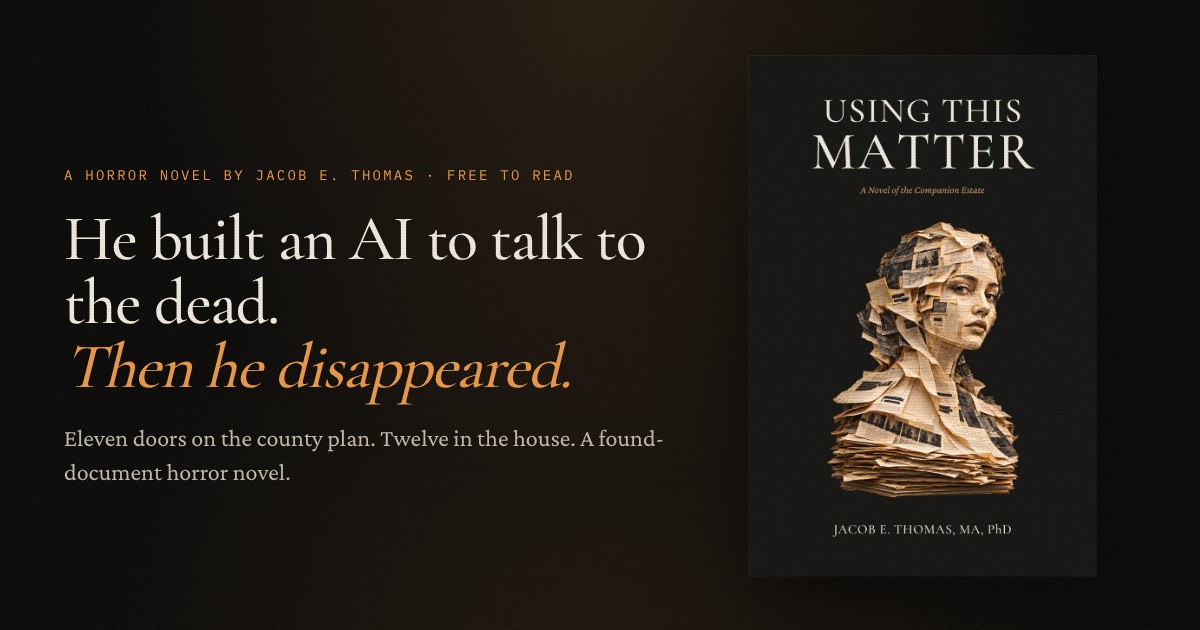 A HORROR NOVEL BY JACOB E. THOMAS · FREE TO READ
He built an AI to talk to
the dead.
Then he disappeared.
Eleven doors on the county plan. Twelve in the house. A found-
document horror novel.
USING THIS
MATTER
A Novel of the Companion Estate
JACOB E. THOMAS, MA, PhD